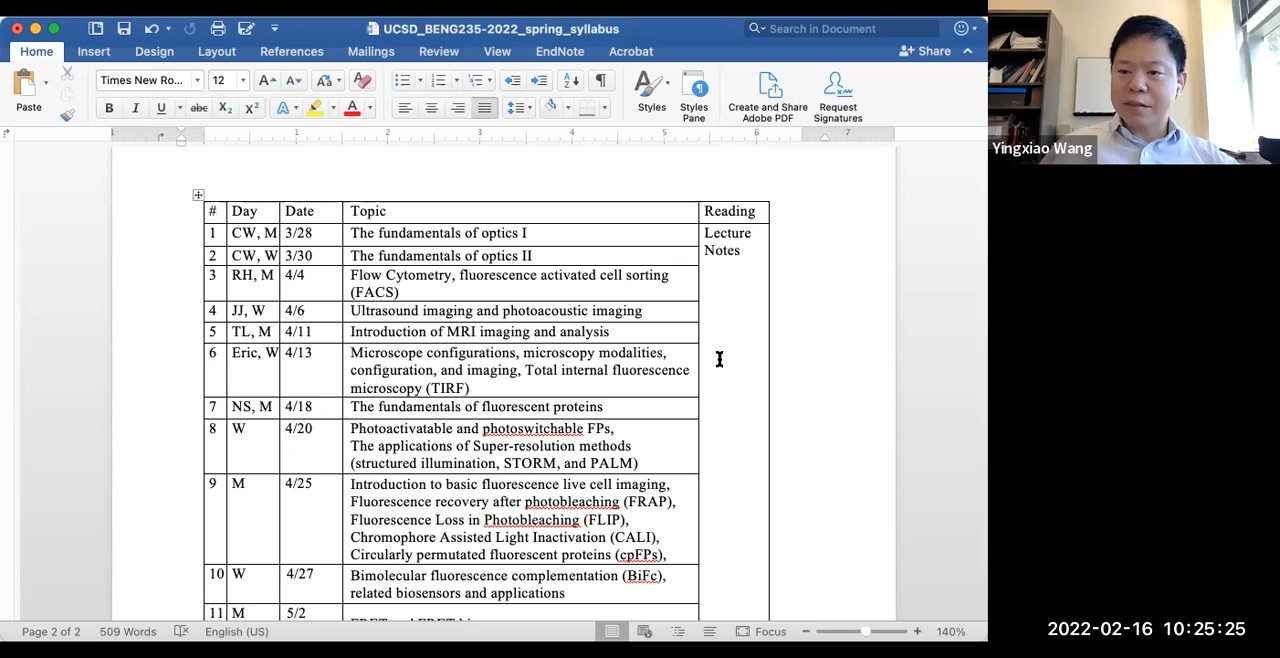 UCSD_BENG235-2022_spring_syllabus
Search in Document
Home Insert Design Layout References Mailings Review View EndNote Acrobat
Share
Times New Ro... 12
Paste
Styles
Styles Pane
Create and Share Adobe PDF
Request Signatures
1 1 2 3 4 5 6 7
# Day Date Topic Reading
1 CW, M 3/28 The fundamentals of optics I Lecture
Notes
2 CW, W 3/30 The fundamentals of optics II
3 RH, M 4/4 Flow Cytometry, fluorescence activated cell sorting
(FACS)
4 JJ, W 4/6 Ultrasound imaging and photoacoustic imaging
5 TL, M 4/11 Introduction of MRI imaging and analysis
6 Eric, W 4/13 Microscope configurations, microscopy modalities,
configuration, and imaging, Total internal fluorescence
microscopy (TIRF)
7 NS, M 4/18 The fundamentals of fluorescent proteins
8 W 4/20 Photoactivatable and photoswitchable FPs,
The applications of Super-resolution methods
(structured illumination, STORM, and PALM)
9 M 4/25 Introduction to basic fluorescence live cell imaging,
Fluorescence recovery after photobleaching (FRAP),
Fluorescence Loss in Photobleaching (FLIP),
Chromophore Assisted Light Inactivation (CALI),
Circularly permutated fluorescent proteins (cpFPs),
10 W 4/27 Bimolecular fluorescence complementation (BiFc),
related biosensors and applications
11 M 5/2
Page 2 of 2 509 Words English (US) Focus 140%
Yingxiao Wang
2022-02-16 10:25:25